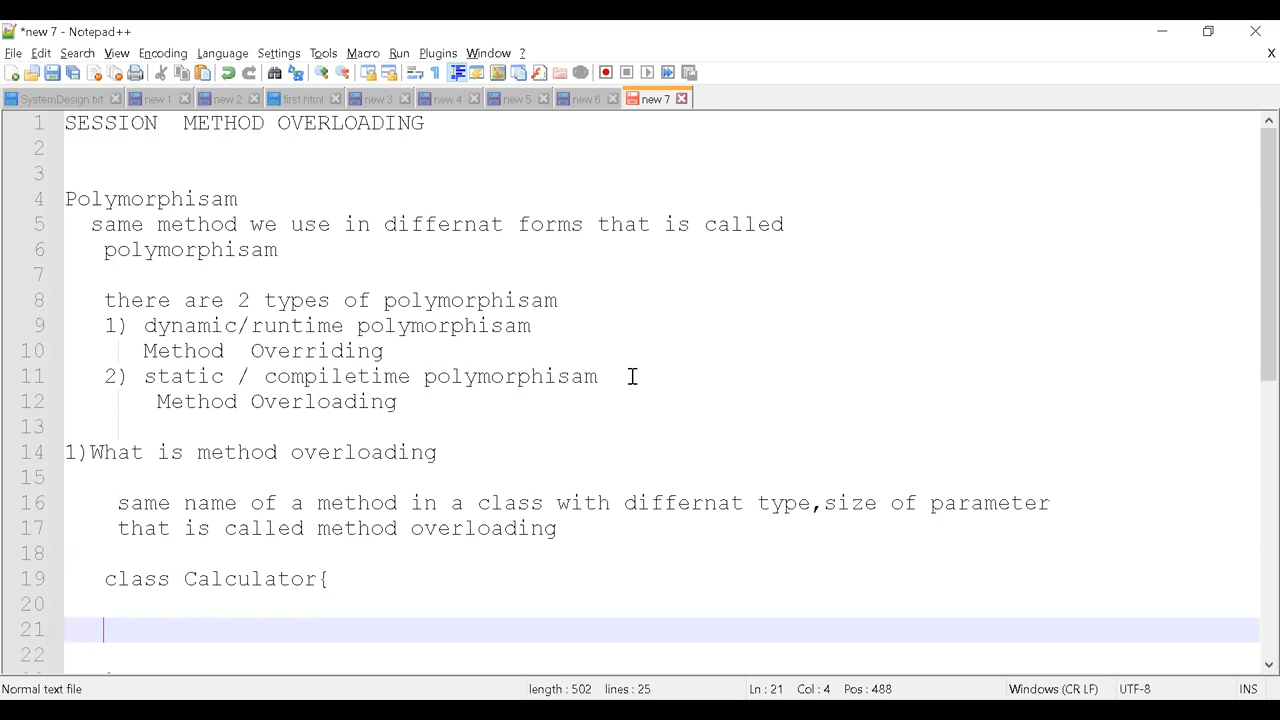 *new 7 - Notepad++
File Edit Search View Encoding Language Settings Tools Macro Run Plugins Window ? X
SystemDesign.txt new 1 new 2 first html new 3 new 4 new 5 new 6 new 7
1 SESSION METHOD OVERLOADING
2
3
4 Polymorphisam
5 same method we use in differnat forms that is called
6 polymorphisam
7
8 there are 2 types of polymorphisam
9 1) dynamic/runtime polymorphisam
10 Method Overriding
11 2) static / compiletime polymorphisam
12 Method Overloading
13
14 1)What is method overloading
15
16 same name of a method in a class with differnat type,size of parameter
17 that is called method overloading
18
19 class Calculator{
20
21
22
Normal text file length : 502 lines : 25 Ln : 21 Col : 4 Pos : 488 Windows (CR LF) UTF-8 INS